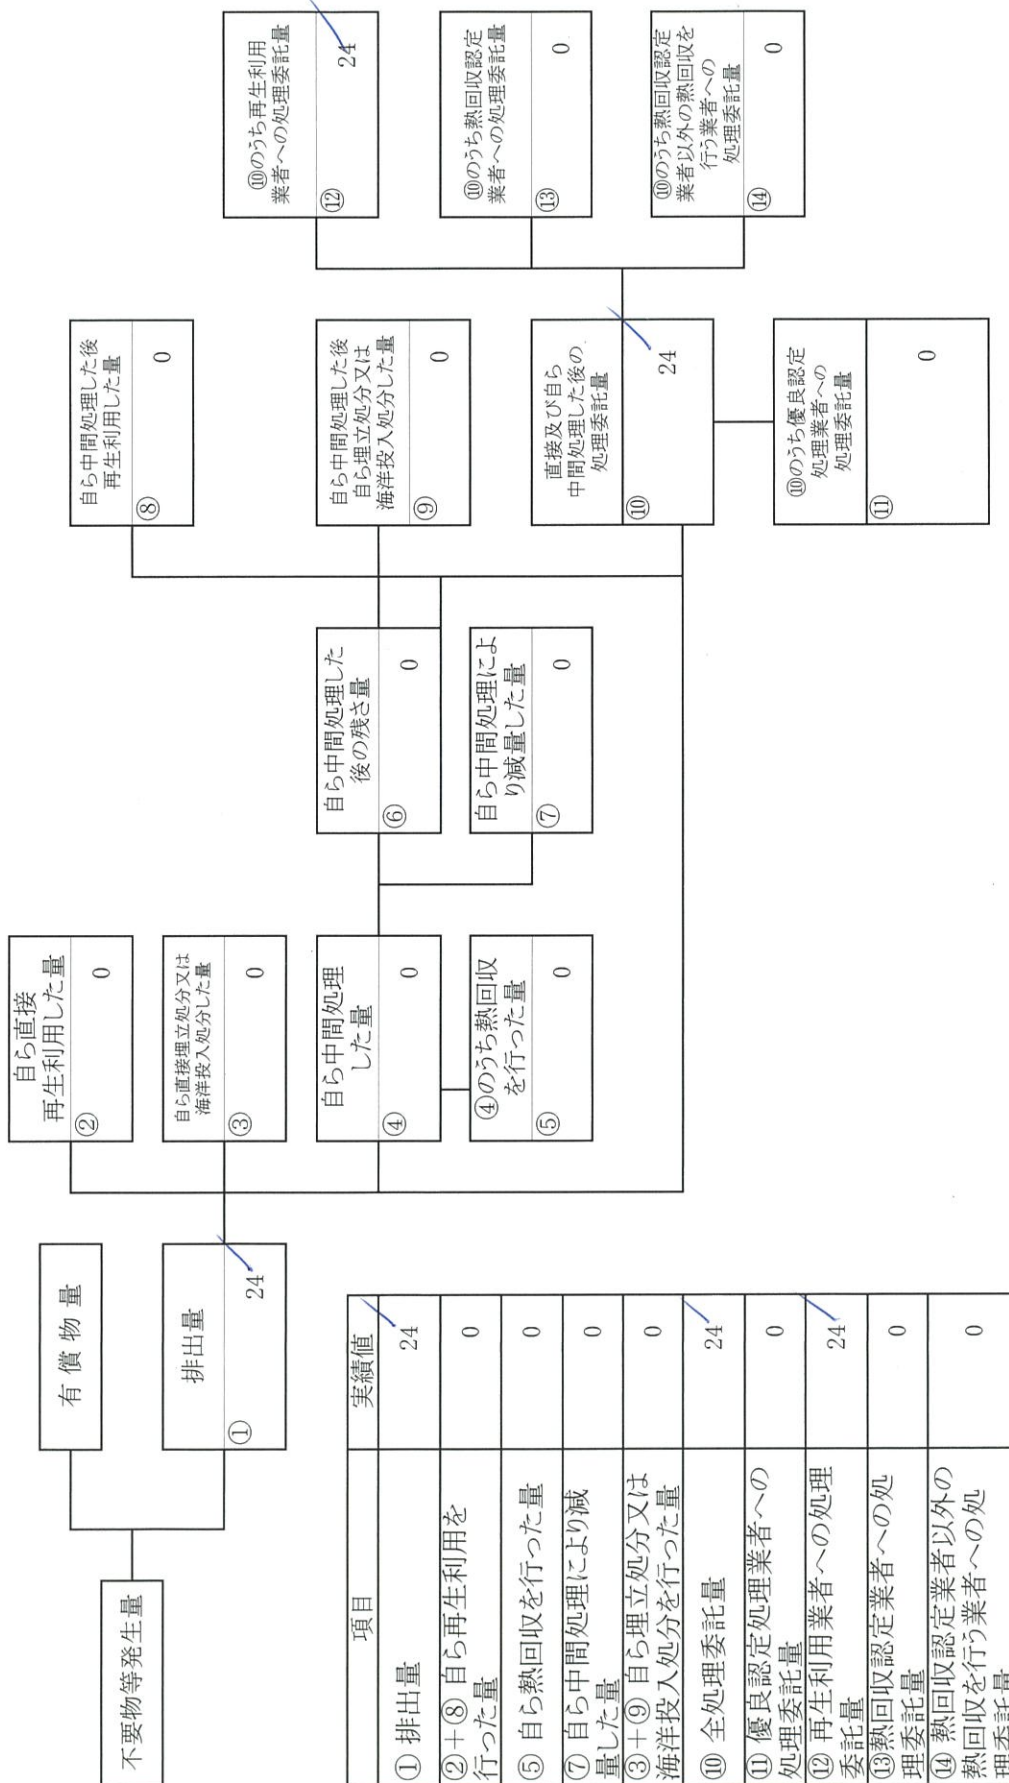 不要物等発生量
有償物量
排出量
①
24
自ら直接
再生利用した量
②
0
自ら直接埋立処分又は
海洋投入処分した量
③
0
自ら中間処理
した量
④
0
④のうち熱回収
を行った量
⑤
0
自ら中間処理した
後の残さ量
⑥
0
自ら中間処理によ
り減量した量
⑦
0
自ら中間処理した後
再生利用した量
⑧
0
自ら中間処理した後
自ら埋立処分又は
海洋投入処分した量
⑨
0
直接及び自ら
中間処理した後の
処理委託量
⑩
24
⑩のうち優良認定
処理業者への
処理委託量
⑪
0
⑩のうち再生利用
業者への処理委託量
⑫
24
⑩のうち熱回収認定
業者への処理委託量
⑬
0
⑩のうち熱回収認定
業者以外の熱回収を
行う業者への
処理委託量
⑭
0
項目 実績値
① 排出量 24
②+⑧ 自ら再生利用を
行った量 0
⑤ 自ら熱回収を行った量 0
⑦ 自ら中間処理により減
量した量 0
③+⑨ 自ら埋立処分又は
海洋投入処分を行った量 0
⑩ 全処理委託量 24
⑪ 優良認定処理業者への
処理委託量 0
⑫ 再生利用業者への処理
委託量 24
⑬熱回収認定業者への処
理委託量 0
⑭ 熱回収認定業者以外の
熱回収を行う業者への処
理委託量 0